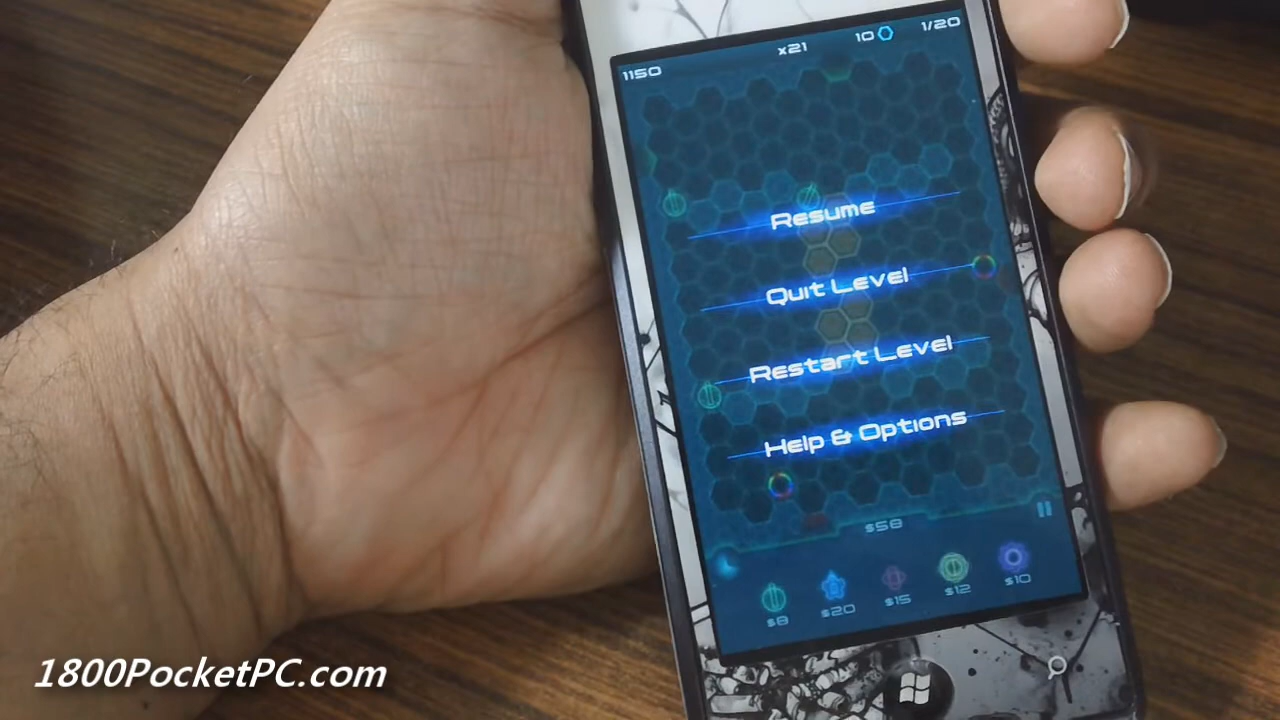 1150 x21 10 1/20
Resume
Quit Level
Restart Level
Help & Options
$58
$8 $20 $15 $12 $10
1800PocketPC.com